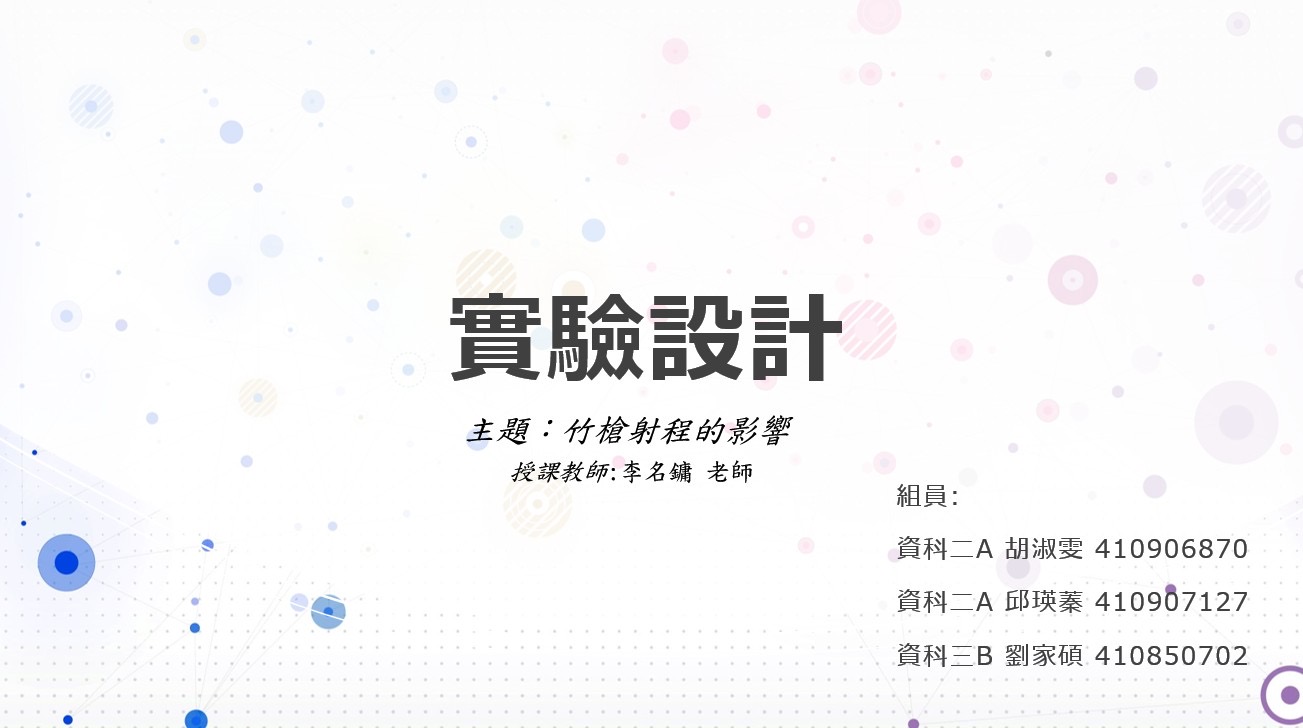 實驗設計
主題：竹槍射程的影響
授課教師:李名鏞 老師
組員:
資科二A 胡淑雯 410906870
資科二A 邱瑛蓁 410907127
資科三B 劉家碩 410850702